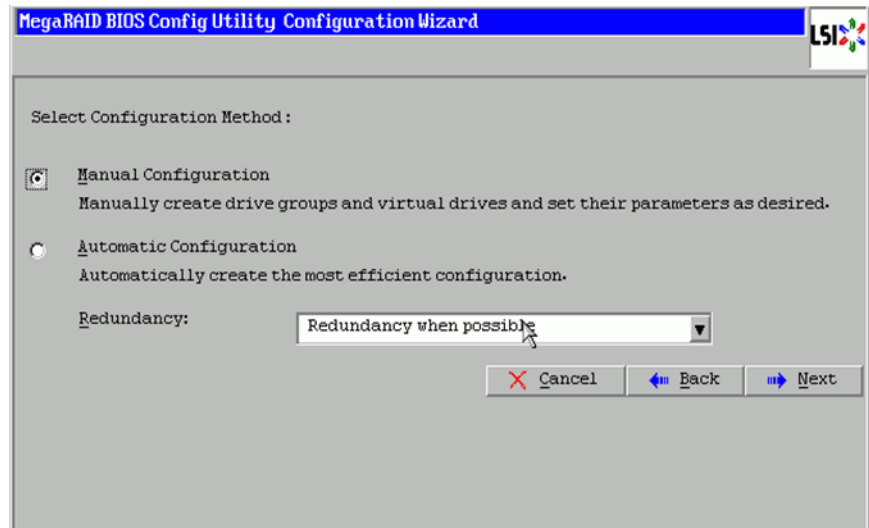 MegaRAID BIOS Config Utility Configuration Wizard
LSI
Select Configuration Method:
Manual Configuration
Manually create drive groups and virtual drives and set their parameters as desired.
Automatic Configuration
Automatically create the most efficient configuration.
Redundancy: Redundancy when possible
Cancel Back Next